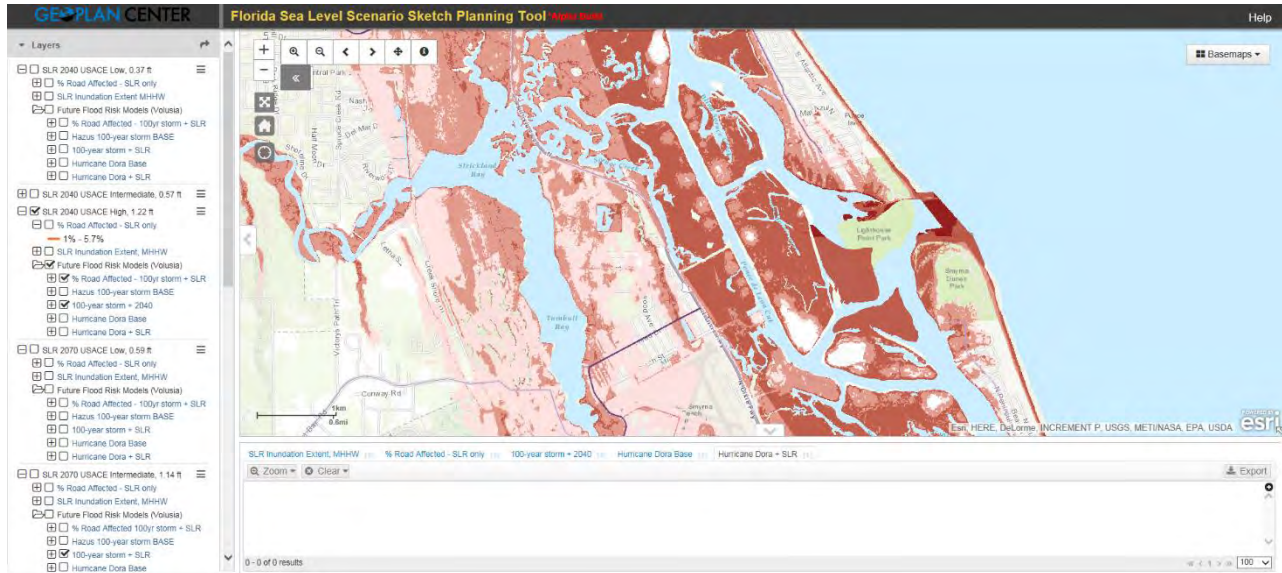 GEOPLAN CENTER
Florida Sea Level Scenario Sketch Planning Tool
Help
Layers
SLR 2040 USACE Low, 0.37 ft
% Road Affected - SLR only
SLR Inundation Extent MHHW
Future Flood Risk Models (Volusia)
% Road Affected - 100yr storm + SLR
Hazus 100-year storm BASE
100-year storm + SLR
Hurricane Dora Base
Hurricane Dora + SLR
SLR 2040 USACE Intermediate, 0.57 ft
SLR 2040 USACE High, 1.22 ft
% Road Affected - SLR only
1% - 5.7%
SLR Inundation Extent, MHHW
Future Flood Risk Models (Volusia)
% Road Affected - 100yr storm + SLR
Hazus 100-year storm BASE
100-year storm + 2040
Hurricane Dora Base
Hurricane Dora + SLR
SLR 2070 USACE Low, 0.59 ft
% Road Affected - SLR only
SLR Inundation Extent, MHHW
Future Flood Risk Models (Volusia)
% Road Affected - 100yr storm + SLR
Hazus 100-year storm BASE
100-year storm + SLR
Hurricane Dora Base
Hurricane Dora + SLR
SLR 2070 USACE Intermediate, 1.14 ft
% Road Affected - SLR only
SLR Inundation Extent, MHHW
Future Flood Risk Models (Volusia)
% Road Affected 100yr storm + SLR
Hazus 100-year storm BASE
100-year storm + SLR
Hurricane Dora Base
Basemaps
Strickland
Bay
Turnbull
Bay
Lighthouse
Point Park
Smyrna
Dunes
Park
Conway Rd
1km
0.6mi
Esri, HERE, DeLorme, INCREMENT P, USGS, METI/NASA, EPA, USDA
esri
SLR Inundation Extent, MHHW
% Road Affected - SLR only
100-year storm + 2040
Hurricane Dora Base
Hurricane Dora + SLR
Zoom
Clear
Export
0 - 0 of 0 results
1
100